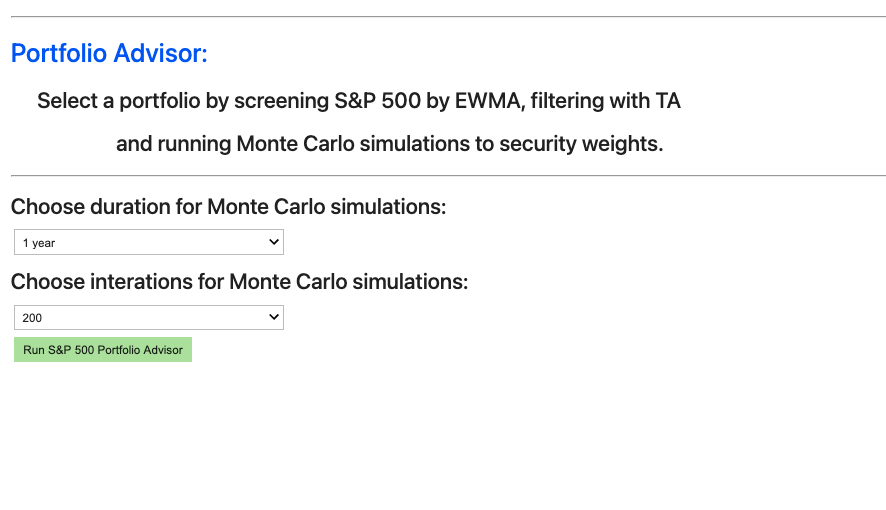 Portfolio Advisor:
Select a portfolio by screening S&P 500 by EWMA, filtering with TA
and running Monte Carlo simulations to security weights.
Choose duration for Monte Carlo simulations:
1 year
Choose interations for Monte Carlo simulations:
200
Run S&P 500 Portfolio Advisor